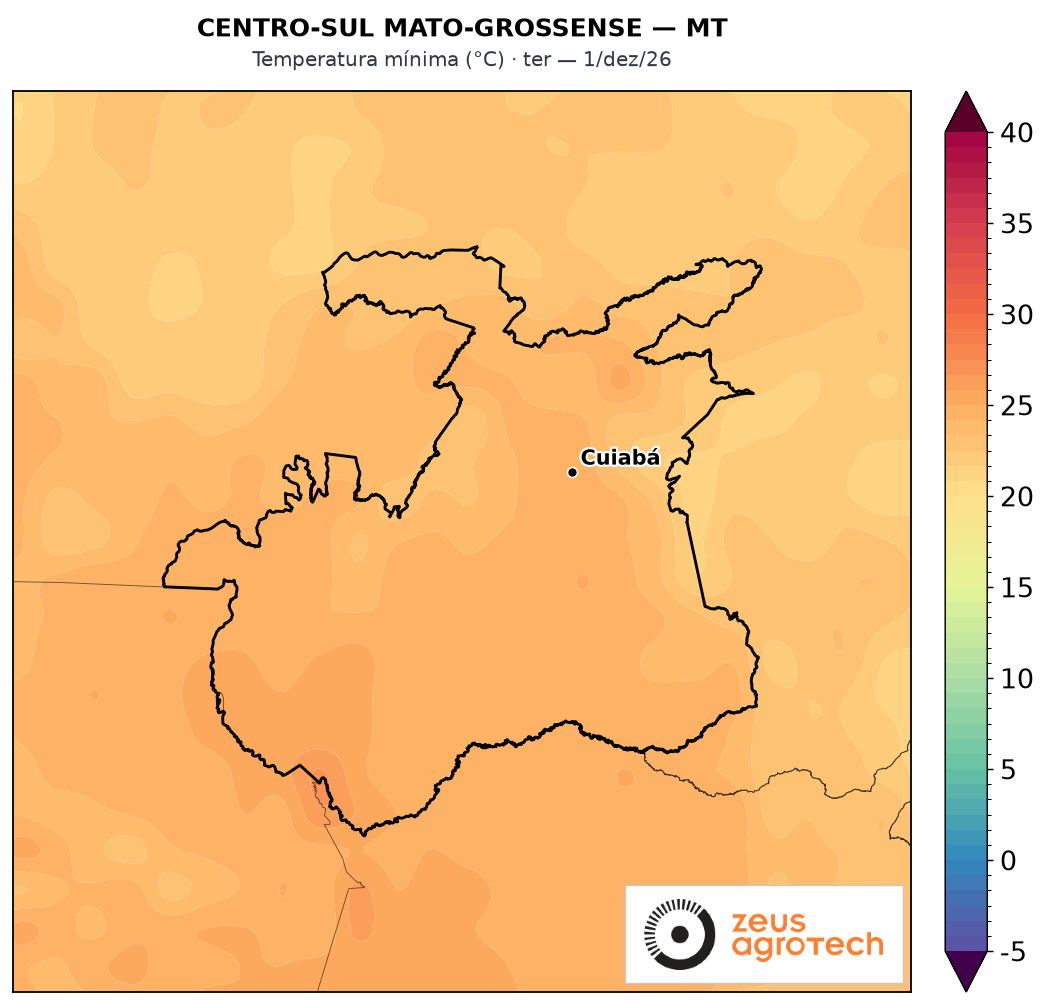 CENTRO-SUL MATO-GROSSENSE — MT
Temperatura mínima (°C) · ter — 1/dez/26
Cuiabá
40
35
30
25
20
15
10
5
0
-5
zeus
agrotech